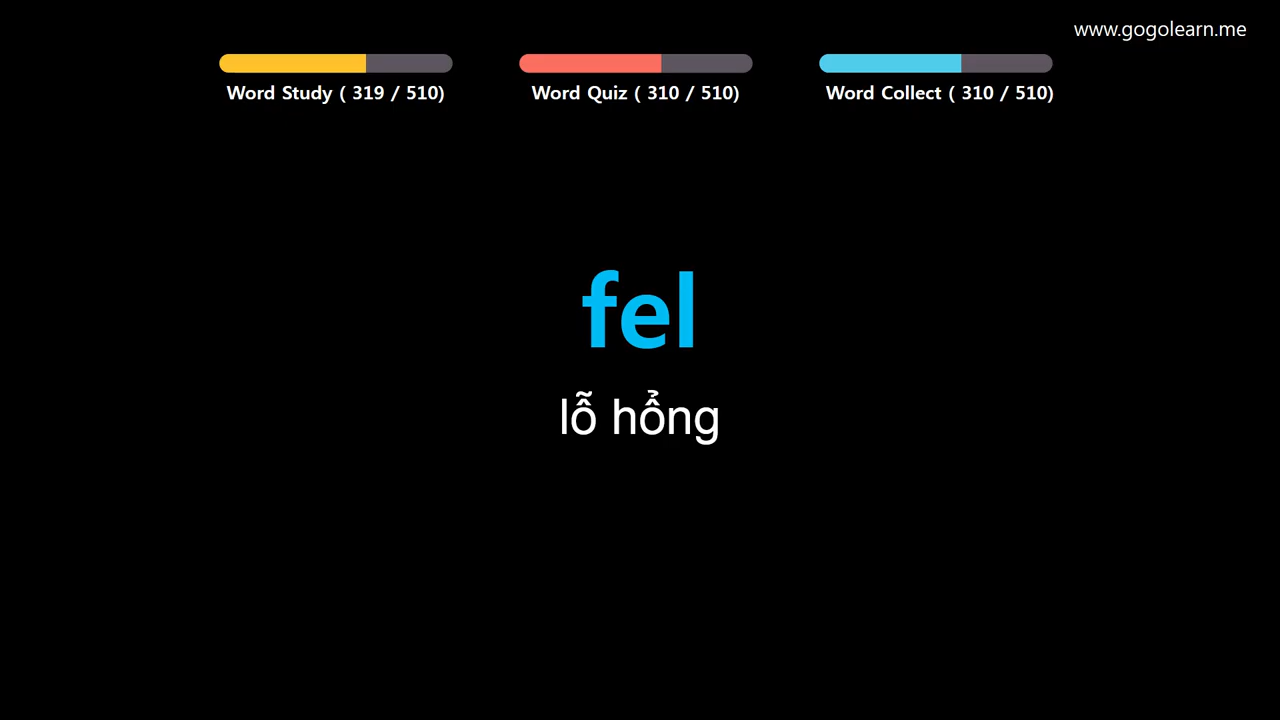 www.gogolearn.me
Word Study ( 319 / 510)
Word Quiz ( 310 / 510)
Word Collect ( 310 / 510)
fel
lỗ hổng